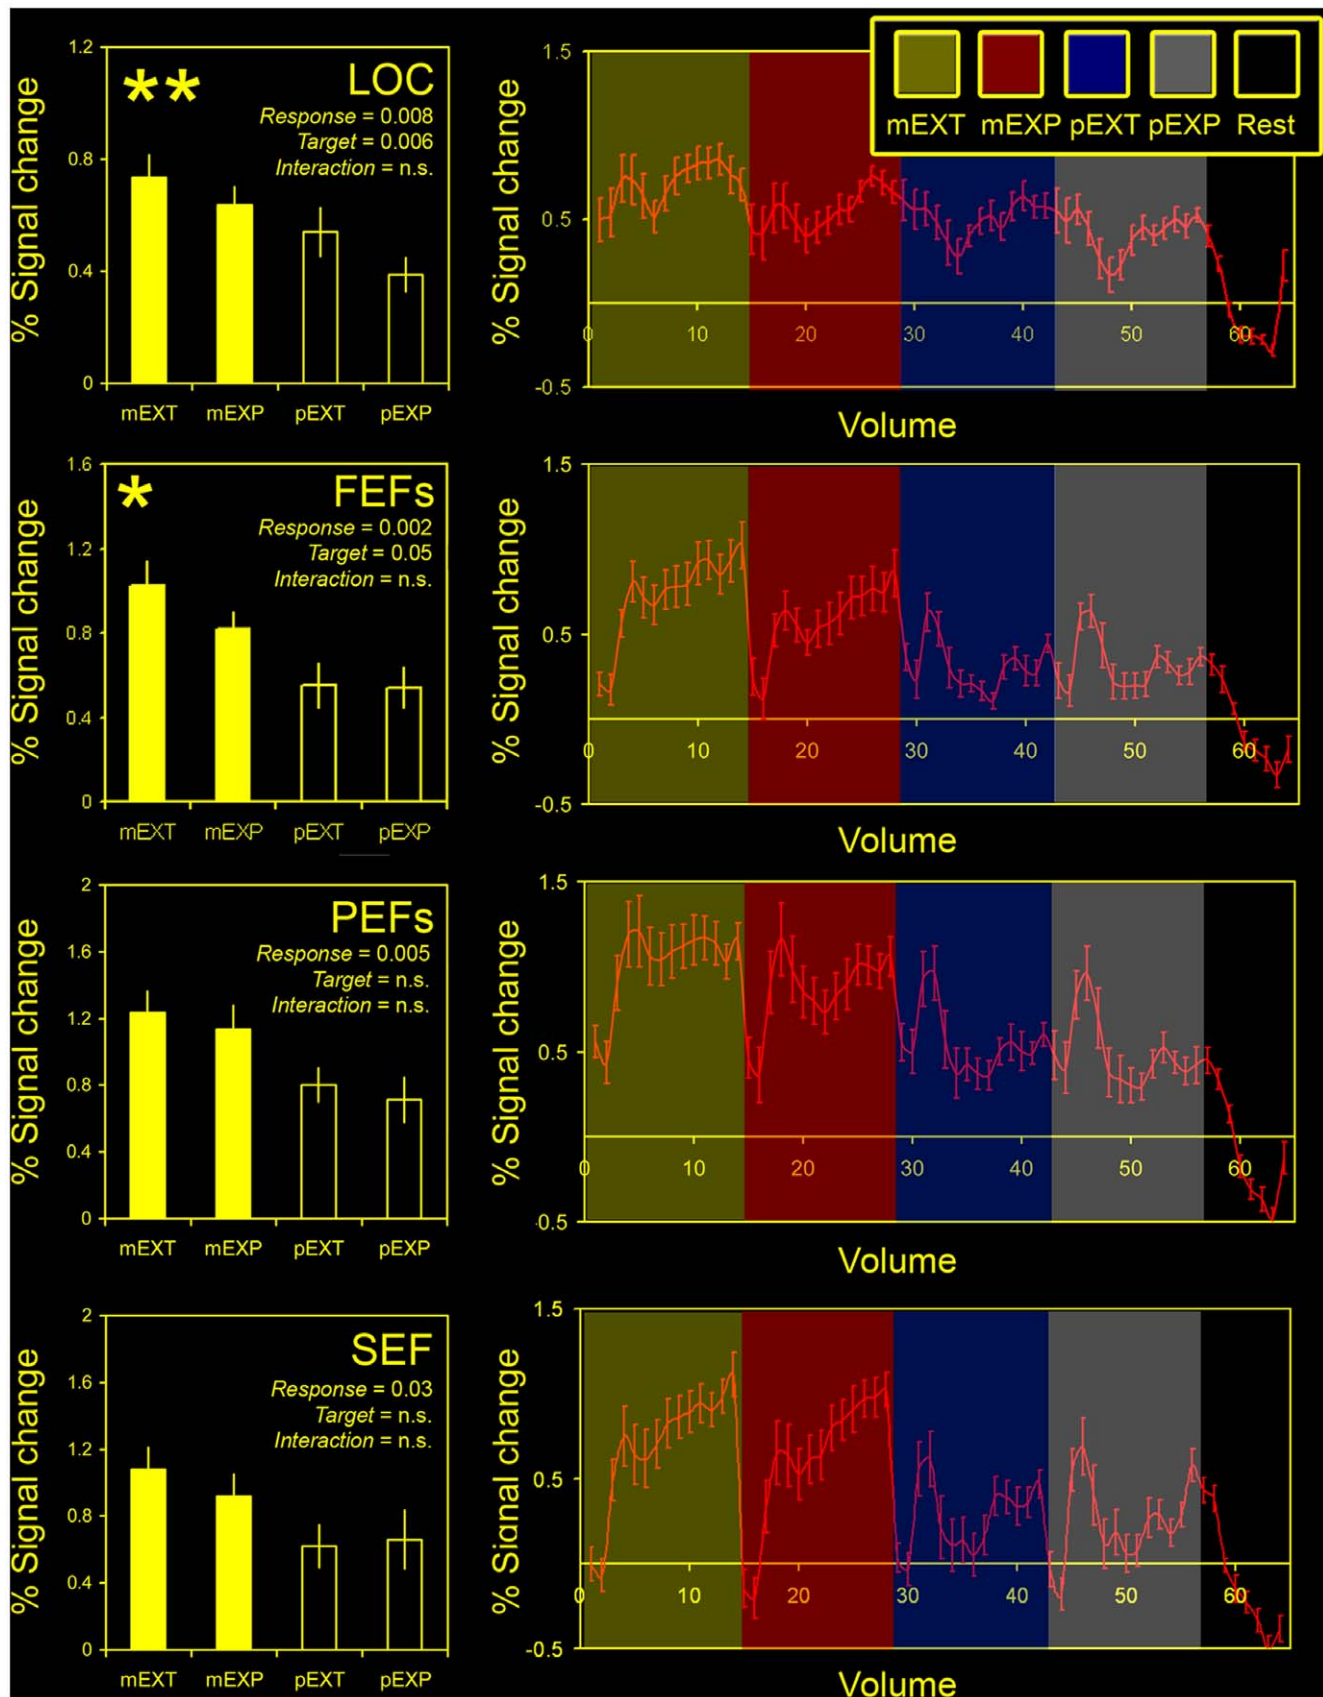 1.2
0.8
0.4
0
% Signal change
**
LOC
Response = 0.008
Target = 0.006
Interaction = n.s.
mEXT mEXP pEXT pEXP
1.5
0.5
-0.5
% Signal change
0 10 20 30 40 50 60
Volume
mEXT mEXP pEXT pEXP Rest
1.6
1.2
0.8
0.4
0
% Signal change
*
FEFs
Response = 0.002
Target = 0.05
Interaction = n.s.
mEXT mEXP pEXT pEXP
1.5
0.5
-0.5
% Signal change
0 10 20 30 40 50 60
Volume
2
1.6
1.2
0.8
0.4
0
% Signal change
PEFs
Response = 0.005
Target = n.s.
Interaction = n.s.
mEXT mEXP pEXT pEXP
1.5
0.5
-0.5
% Signal change
0 10 20 30 40 50 60
Volume
2
1.6
1.2
0.8
0.4
0
% Signal change
SEF
Response = 0.03
Target = n.s.
Interaction = n.s.
mEXT mEXP pEXT pEXP
1.5
0.5
-0.5
% Signal change
0 10 20 30 40 50 60
Volume